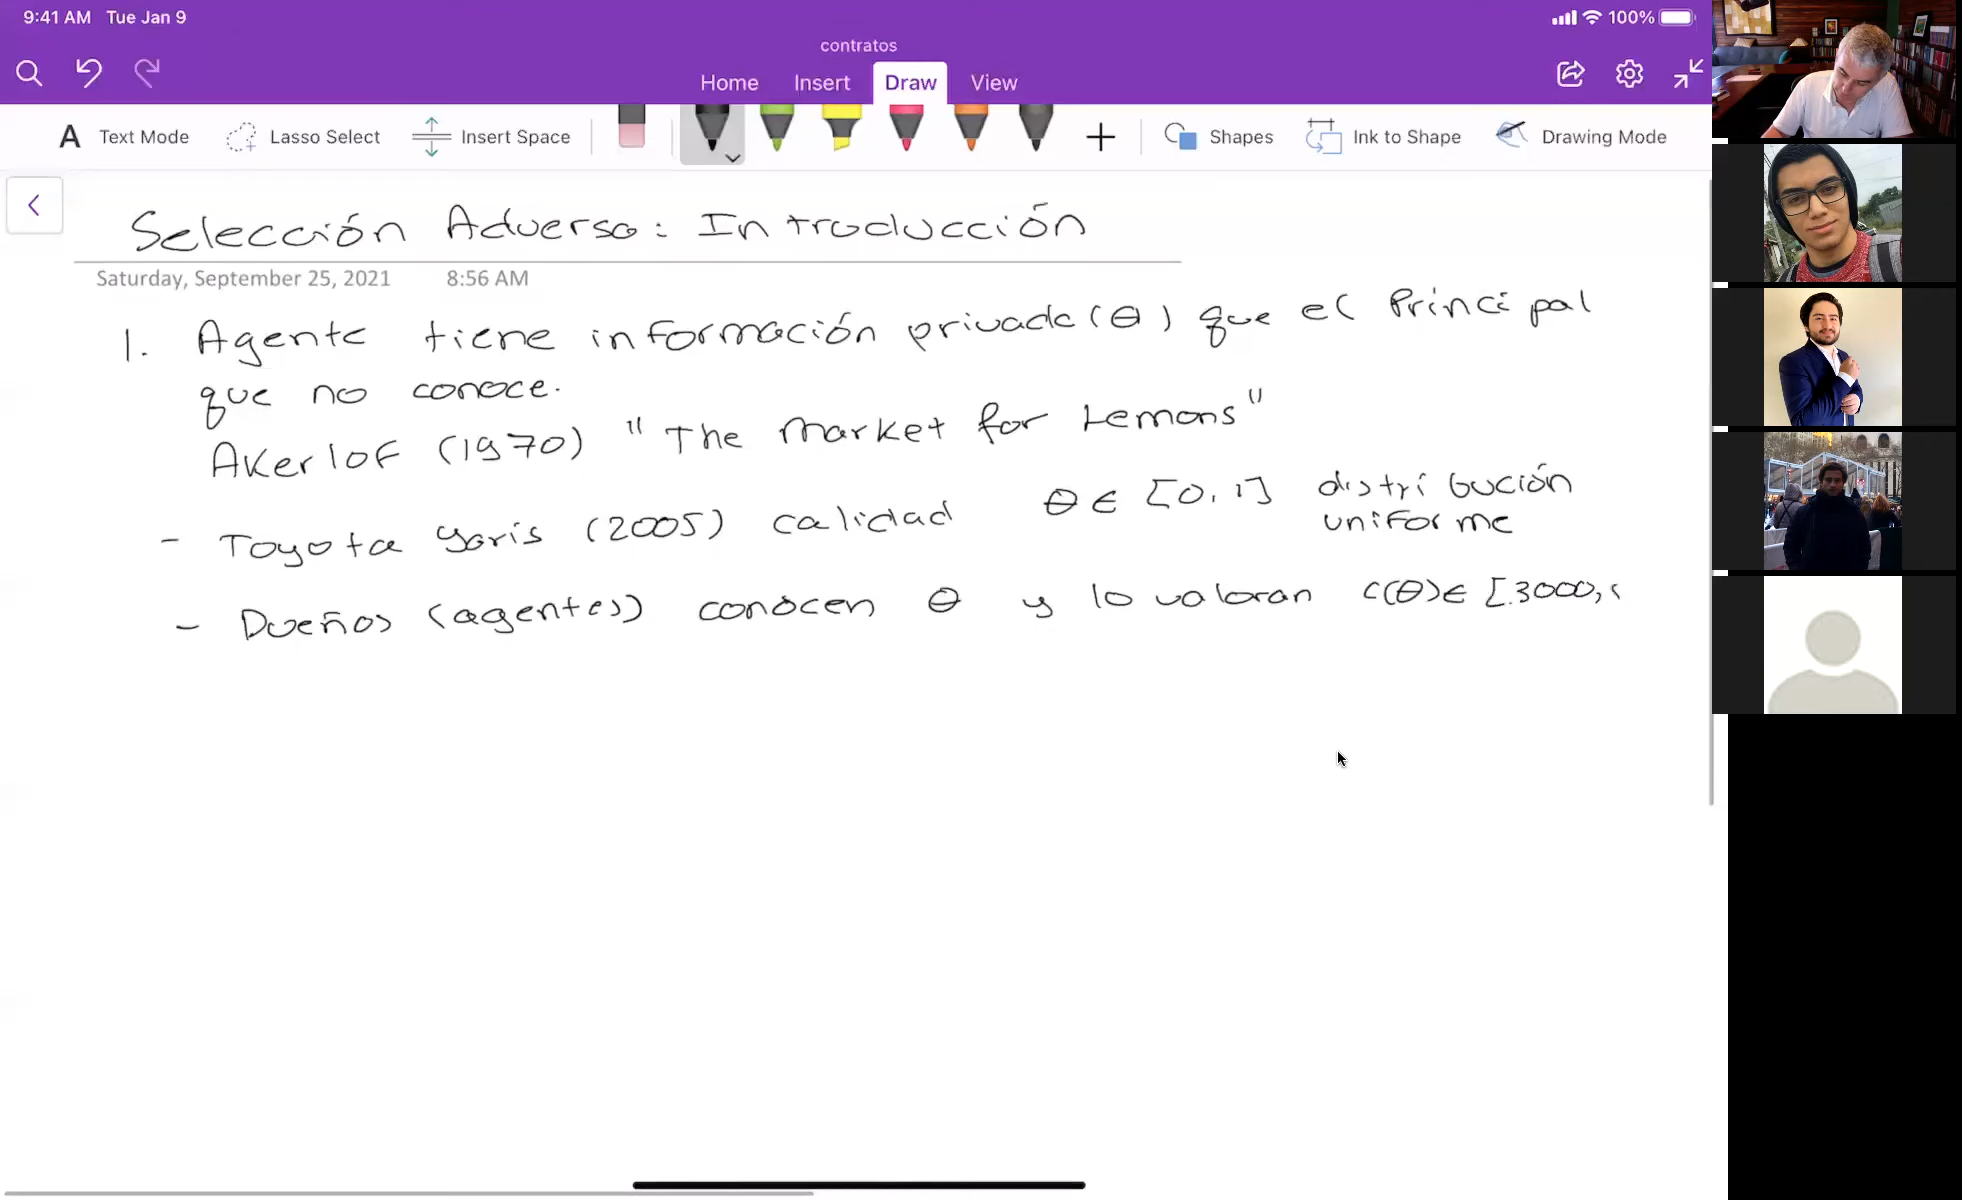 9:41 AM Tue Jan 9
100%
contratos
Home Insert Draw View
A Text Mode Lasso Select Insert Space Shapes Ink to Shape Drawing Mode
Selección Adversa: Introducción
Saturday, September 25, 2021 8:56 AM
1. Agente tiene información privada (θ) que el Principal
que no conoce.
Akerlof (1970) "The Market for Lemons"
- Toyota Yaris (2005) calidad θ ∈ [0,1] distribución
uniforme
- Dueños (agentes) conocen θ y lo valoran c(θ) ∈ [3000,